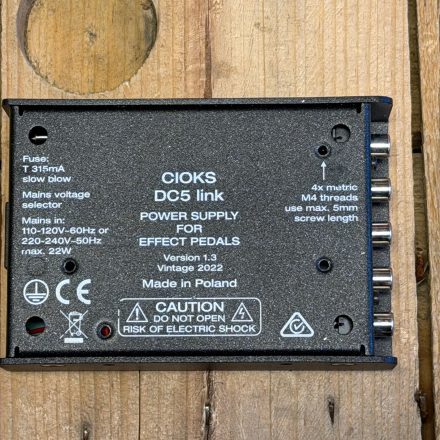 CIOKS
DC5 link
POWER SUPPLY
FOR
EFFECT PEDALS
Version 1.3
Vintage 2022
Made in Poland
Fuse:
T 315mA
slow blow
Mains voltage
selector
Mains in:
110-120V~60Hz or
220-240V~50Hz
max. 22W
4x metric
M4 threads
use max. 5mm
screw length
CE
CAUTION
DO NOT OPEN
RISK OF ELECTRIC SHOCK